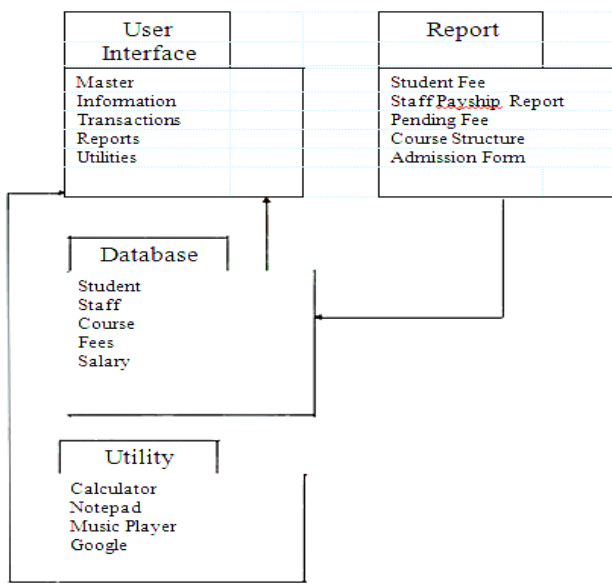 User
Interface
Master
Information
Transactions
Reports
Utilities
Report
Student Fee
Staff Payship Report
Pending Fee
Course Structure
Admission Form
Database
Student
Staff
Course
Fees
Salary
Utility
Calculator
Notepad
Music Player
Google